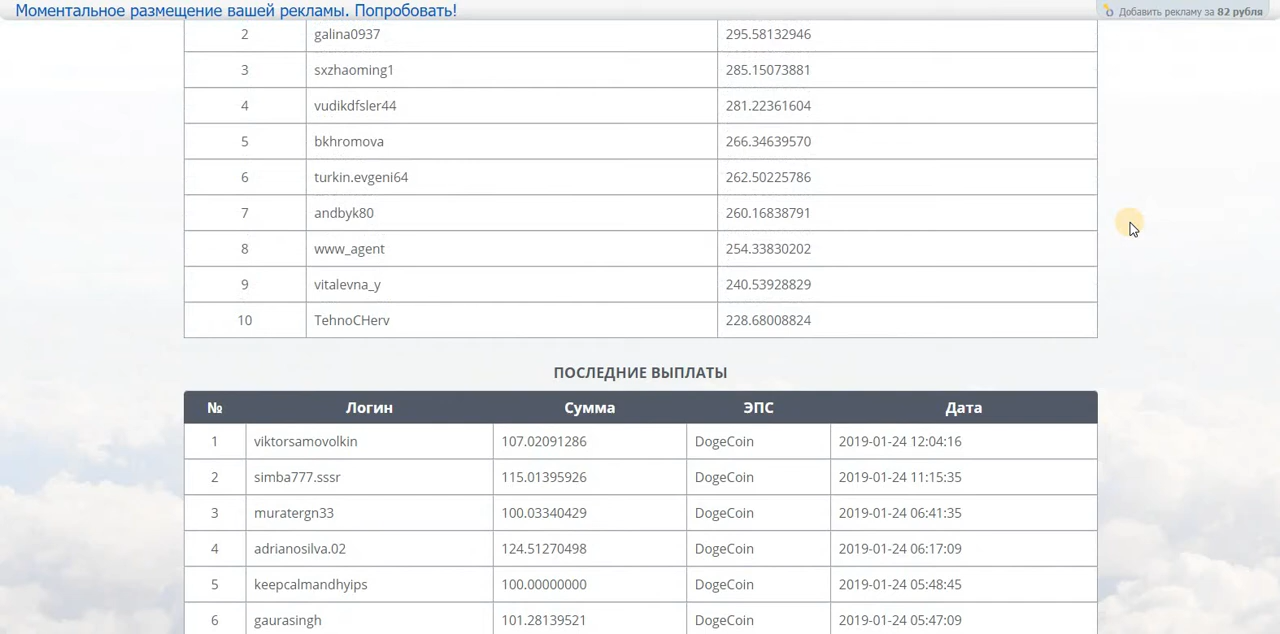 Моментальное размещение вашей рекламы. Попробовать!
Добавить рекламу за 82 рубля
2 galina0937 295.58132946
3 sxzhaoming1 285.15073881
4 vudikdfsler44 281.22361604
5 bkhromova 266.34639570
6 turkin.evgeni64 262.50225786
7 andbyk80 260.16838791
8 www_agent 254.33830202
9 vitalevna_y 240.53928829
10 TehnoCHerv 228.68008824
ПОСЛЕДНИЕ ВЫПЛАТЫ
№ Логин Сумма ЭПС Дата
1 viktorsamovolkin 107.02091286 DogeCoin 2019-01-24 12:04:16
2 simba777.sssr 115.01395926 DogeCoin 2019-01-24 11:15:35
3 muratergn33 100.03340429 DogeCoin 2019-01-24 06:41:35
4 adrianosilva.02 124.51270498 DogeCoin 2019-01-24 06:17:09
5 keepcalmandhyips 100.00000000 DogeCoin 2019-01-24 05:48:45
6 gaurasingh 101.28139521 DogeCoin 2019-01-24 05:47:09